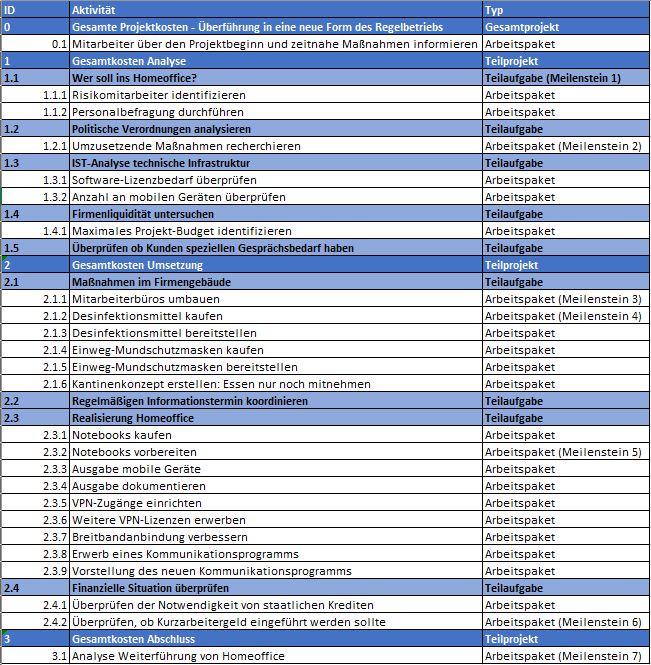 ID Aktivität Typ
0 Gesamte Projektkosten - Überführung in eine neue Form des Regelbetriebs Gesamtprojekt
0.1 Mitarbeiter über den Projektbeginn und zeitnahe Maßnahmen informieren Arbeitspaket
1 Gesamtkosten Analyse Teilprojekt
1.1 Wer soll ins Homeoffice? Teilaufgabe (Meilenstein 1)
1.1.1 Risikomitarbeiter identifizieren Arbeitspaket
1.1.2 Personalbefragung durchführen Arbeitspaket
1.2 Politische Verordnungen analysieren Teilaufgabe
1.2.1 Umzusetzende Maßnahmen recherchieren Arbeitspaket (Meilenstein 2)
1.3 IST-Analyse technische Infrastruktur Teilaufgabe
1.3.1 Software-Lizenzbedarf überprüfen Arbeitspaket
1.3.2 Anzahl an mobilen Geräten überprüfen Arbeitspaket
1.4 Firmenliquidität untersuchen Teilaufgabe
1.4.1 Maximales Projekt-Budget identifizieren Arbeitspaket
1.5 Überprüfen ob Kunden speziellen Gesprächsbedarf haben Teilaufgabe
2 Gesamtkosten Umsetzung Teilprojekt
2.1 Maßnahmen im Firmengebäude Teilaufgabe
2.1.1 Mitarbeiterbüros umbauen Arbeitspaket (Meilenstein 3)
2.1.2 Desinfektionsmittel kaufen Arbeitspaket (Meilenstein 4)
2.1.3 Desinfektionsmittel bereitstellen Arbeitspaket
2.1.4 Einweg-Mundschutzmasken kaufen Arbeitspaket
2.1.5 Einweg-Mundschutzmasken bereitstellen Arbeitspaket
2.1.6 Kantinenkonzept erstellen: Essen nur noch mitnehmen Arbeitspaket
2.2 Regelmäßigen Informationstermin koordinieren Teilaufgabe
2.3 Realisierung Homeoffice Teilaufgabe
2.3.1 Notebooks kaufen Arbeitspaket
2.3.2 Notebooks vorbereiten Arbeitspaket (Meilenstein 5)
2.3.3 Ausgabe mobile Geräte Arbeitspaket
2.3.4 Ausgabe dokumentieren Arbeitspaket
2.3.5 VPN-Zugänge einrichten Arbeitspaket
2.3.6 Weitere VPN-Lizenzen erwerben Arbeitspaket
2.3.7 Breitbandanbindung verbessern Arbeitspaket
2.3.8 Erwerb eines Kommunikationsprogramms Arbeitspaket
2.3.9 Vorstellung des neuen Kommunikationsprogramms Arbeitspaket
2.4 Finanzielle Situation überprüfen Teilaufgabe
2.4.1 Überprüfen der Notwendigkeit von staatlichen Krediten Arbeitspaket
2.4.2 Überprüfen, ob Kurzarbeitergeld eingeführt werden sollte Arbeitspaket (Meilenstein 6)
3 Gesamtkosten Abschluss Teilprojekt
3.1 Analyse Weiterführung von Homeoffice Arbeitspaket (Meilenstein 7)